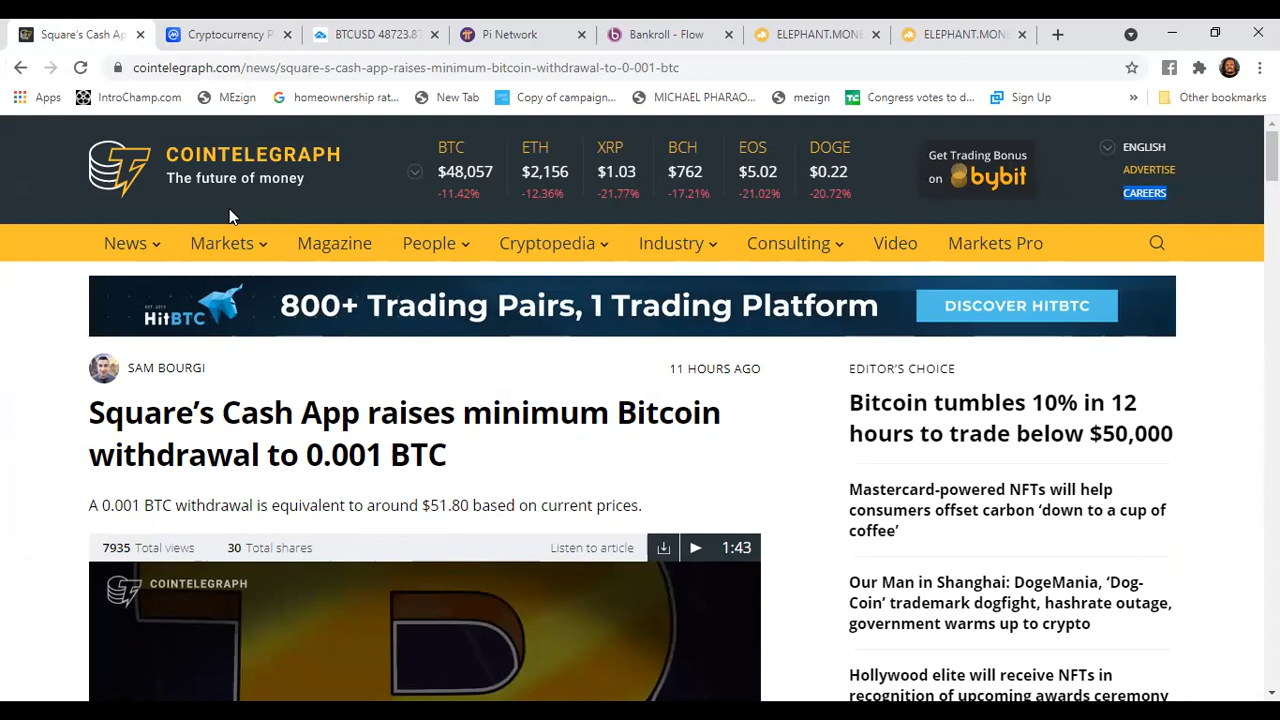 Square's Cash Ap
Cryptocurrency P
BTCUSD 48723.8
Pi Network
Bankroll - Flow
ELEPHANT.MON
ELEPHANT.MON
cointelegraph.com/news/square-s-cash-app-raises-minimum-bitcoin-withdrawal-to-0-001-btc
Apps
IntroChamp.com
MEzign
homeownership rat...
New Tab
Copy of campaign...
MICHAEL PHARAO...
mezign
TC
Congress votes to d...
Sign Up
»
Other bookmarks
COINTELEGRAPH
The future of money
BTC
$48,057
-11.42%
ETH
$2,156
-12.36%
XRP
$1.03
-21.77%
BCH
$762
-17.21%
EOS
$5.02
-21.02%
DOGE
$0.22
-20.72%
Get Trading Bonus
on bybit
ENGLISH
ADVERTISE
CAREERS
News
Markets
Magazine
People
Cryptopedia
Industry
Consulting
Video
Markets Pro
HitBTC
800+ Trading Pairs, 1 Trading Platform
DISCOVER HITBTC
SAM BOURGI
11 HOURS AGO
Square's Cash App raises minimum Bitcoin
withdrawal to 0.001 BTC
A 0.001 BTC withdrawal is equivalent to around $51.80 based on current prices.
7935 Total views
30 Total shares
Listen to article
1:43
COINTELEGRAPH
EDITOR'S CHOICE
Bitcoin tumbles 10% in 12
hours to trade below $50,000
Mastercard-powered NFTs will help
consumers offset carbon 'down to a cup of
coffee'
Our Man in Shanghai: DogeMania, 'Dog-
Coin' trademark dogfight, hashrate outage,
government warms up to crypto
Hollywood elite will receive NFTs in
recognition of upcoming awards ceremony